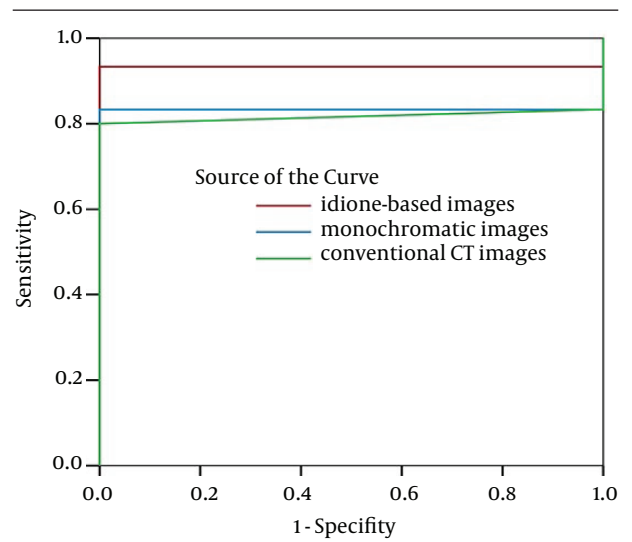 1.0
0.8
0.6
0.4
0.2
0.0
Sensitivity
Source of the Curve
idione-based images
monochromatic images
conventional CT images
0.0 0.2 0.4 0.6 0.8 1.0
1 - Specifity